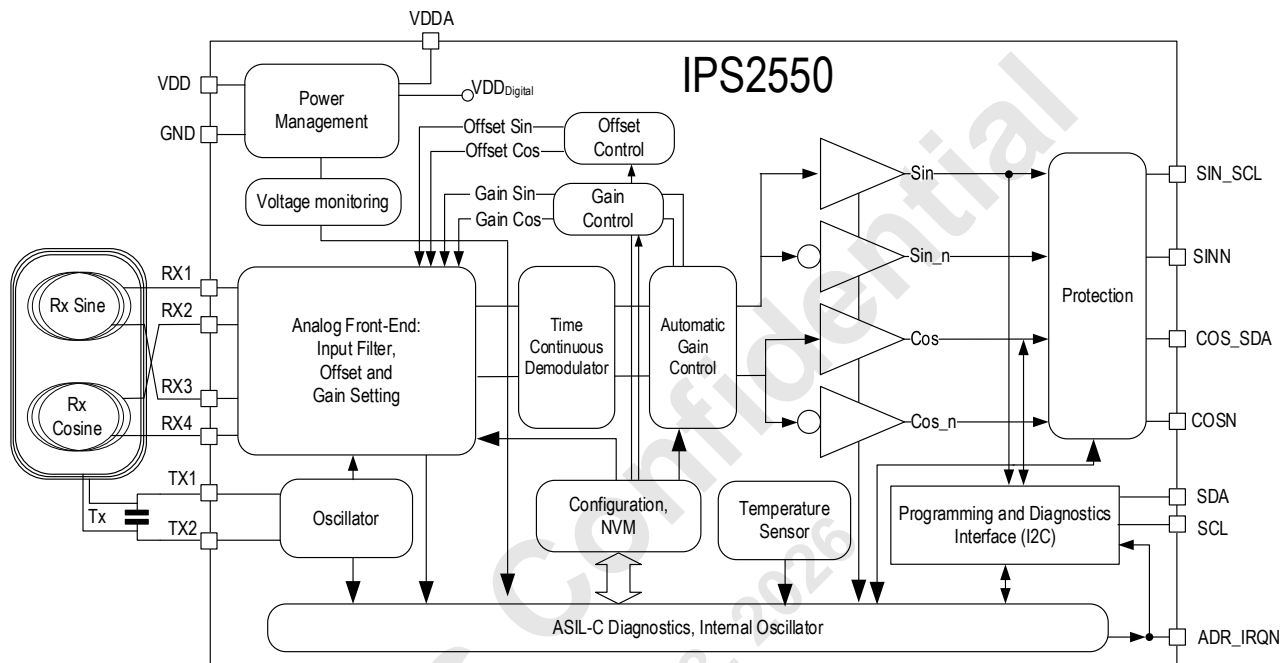 VDDA
IPS2550
VDD
GND
Power
Management
VDDDigital
Offset Sin
Offset Cos
Offset
Control
Voltage monitoring
Gain Sin
Gain Cos
Gain
Control
Sin
Sin_n
Cos
Cos_n
Protection
SIN_SCL
SINN
COS_SDA
COSN
Rx Sine
Rx
Cosine
RX1
RX2
RX3
RX4
Analog Front-End:
Input Filter,
Offset and
Gain Setting
Time
Continuous
Demodulator
Automatic
Gain
Control
TX1
Tx
TX2
Oscillator
Configuration,
NVM
Temperature
Sensor
Programming and Diagnostics
Interface (I2C)
SDA
SCL
ASIL-C Diagnostics, Internal Oscillator
ADR_IRQN
Confidential
2026